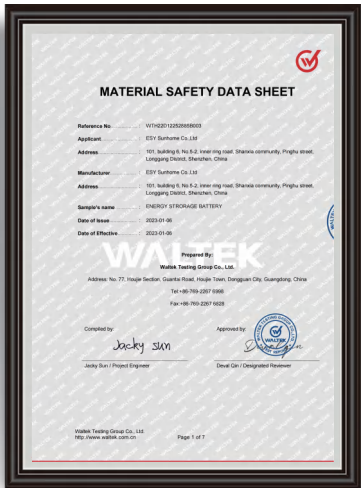 MATERIAL SAFETY DATA SHEET
Reference No. : WTH22D12252685B003
Applicant : ESY Sunhome Co.,Ltd
Address : 101, building 6, No.5-2, inner ring road, Shanxia community, Pinghu street,
Longgang District, Shenzhen, China
Manufacturer : ESY Sunhome Co.,Ltd
Address : 101, building 6, No.5-2, inner ring road, Shanxia community, Pinghu street,
Longgang District, Shenzhen, China
Sample's name : ENERGY STRORAGE BATTERY
Date of Issue : 2023-01-06
Date of Effective : 2023-01-06
WALTEK
Prepared By:
Waltek Testing Group Co., Ltd.
Address: No. 77, Houjie Section, Guantai Road, Houjie Town, Dongguan City, Guangdong, China
Tel:+86-769-2267 6998
Fax:+86-769-2267 6828
Compiled by: Approved by:
Jacky sun
WALTEK
Jacky Sun / Project Engineer Deval Qin / Designated Reviewer
Waltek Testing Group Co., Ltd.
http://www.waltek.com.cn Page 1 of 7